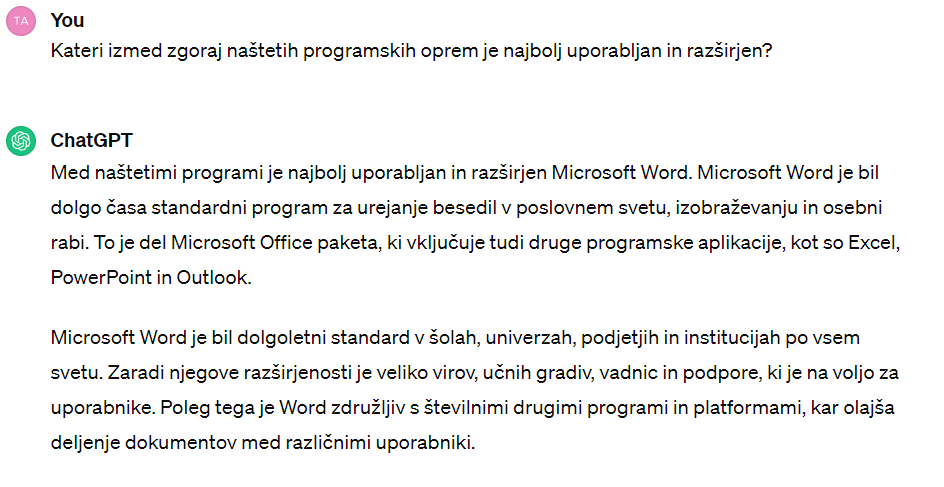 TA
You
Kateri izmed zgoraj naštetih programskih oprem je najbolj uporabljan in razširjen?
ChatGPT
Med naštetimi programi je najbolj uporabljan in razširjen Microsoft Word. Microsoft Word je bil
dolgo časa standardni program za urejanje besedil v poslovnem svetu, izobraževanju in osebni
rabi. To je del Microsoft Office paketa, ki vključuje tudi druge programske aplikacije, kot so Excel,
PowerPoint in Outlook.
Microsoft Word je bil dolgoletni standard v šolah, univerzah, podjetjih in institucijah po vsem
svetu. Zaradi njegove razširjenosti je veliko virov, učnih gradiv, vadnic in podpore, ki je na voljo za
uporabnike. Poleg tega je Word združljiv s številnimi drugimi programi in platformami, kar olajša
deljenje dokumentov med različnimi uporabniki.